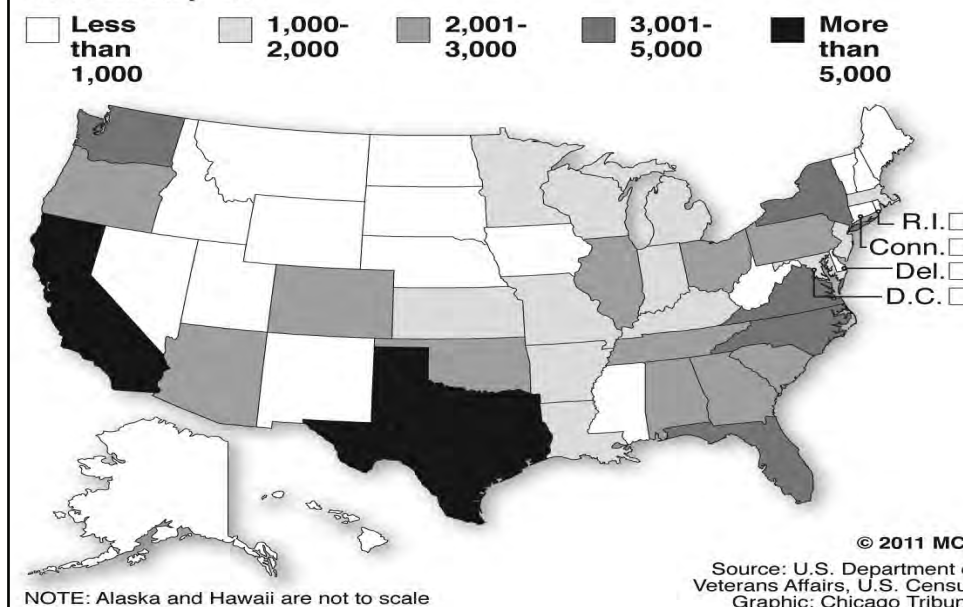 Less than 1,000
1,000-2,000
2,001-3,000
3,001-5,000
More than 5,000
R.I.
Conn.
Del.
D.C.
© 2011 MC
Source: U.S. Department
Veterans Affairs, U.S. Censu
Graphic: Chicago Tribun
NOTE: Alaska and Hawaii are not to scale